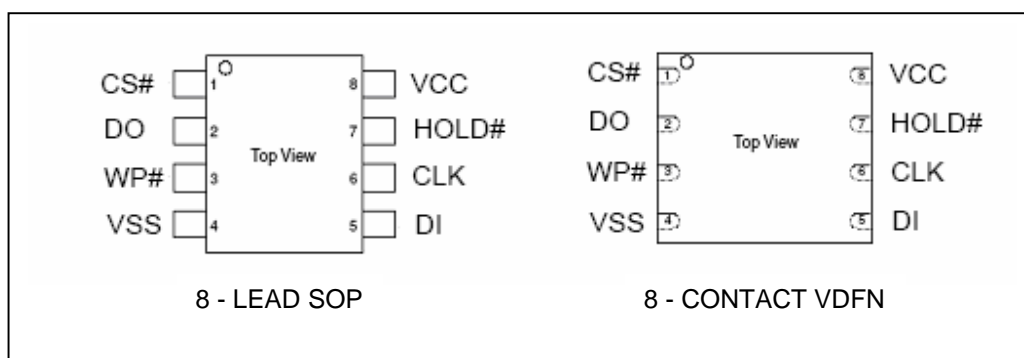 CS# 1 8 VCC
DO 2 7 HOLD#
Top View
WP# 3 6 CLK
VSS 4 5 DI
8 - LEAD SOP
CS# 1 8 VCC
DO 2 7 HOLD#
Top View
WP# 3 6 CLK
VSS 4 5 DI
8 - CONTACT VDFN